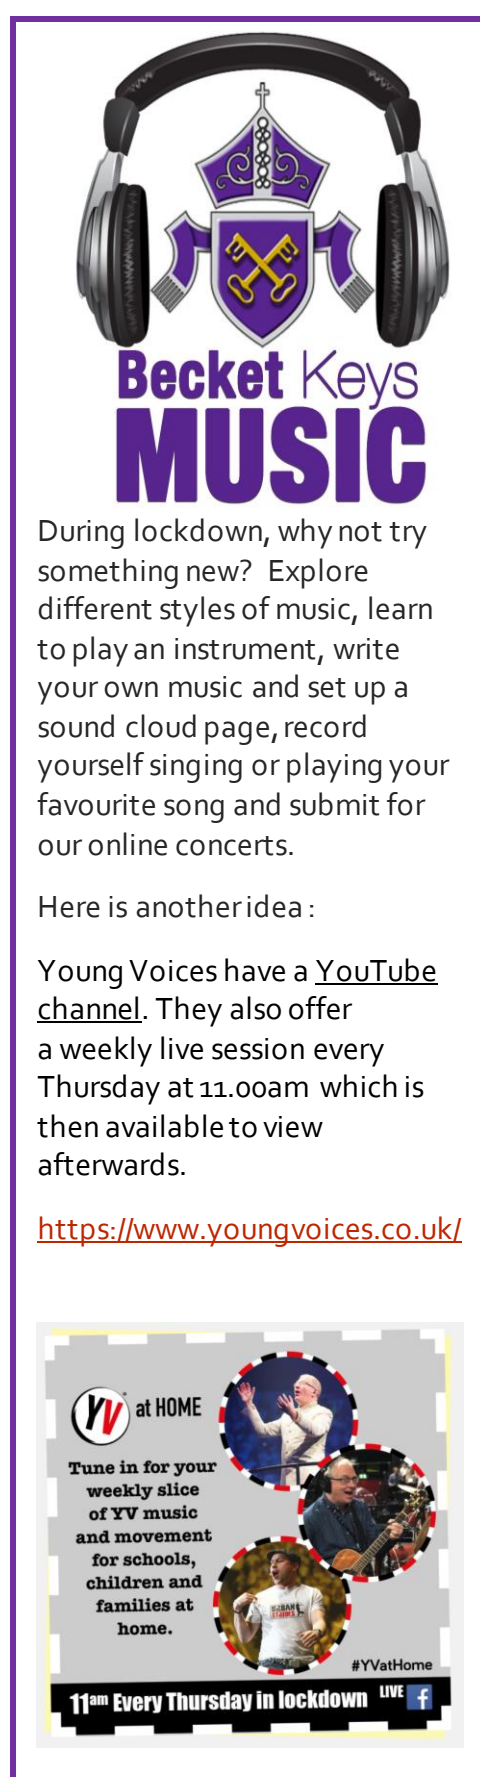 Becket Keys
MUSIC
During lockdown, why not try
something new?  Explore
different styles of music, learn
to play an instrument, write
your own music and set up a
sound cloud page, record
yourself singing or playing your
favourite song and submit for
our online concerts.
Here is another idea :
Young Voices have a YouTube
channel. They also offer
a weekly live session every
Thursday at 11.00am which is
then available to view
afterwards.
https://www.youngvoices.co.uk/
YV at HOME
Tune in for your
weekly slice
of YV music
and movement
for schools,
children and
families at
home.
URBAN
STRIDES
#YVatHome
11am Every Thursday in lockdown LIVE f